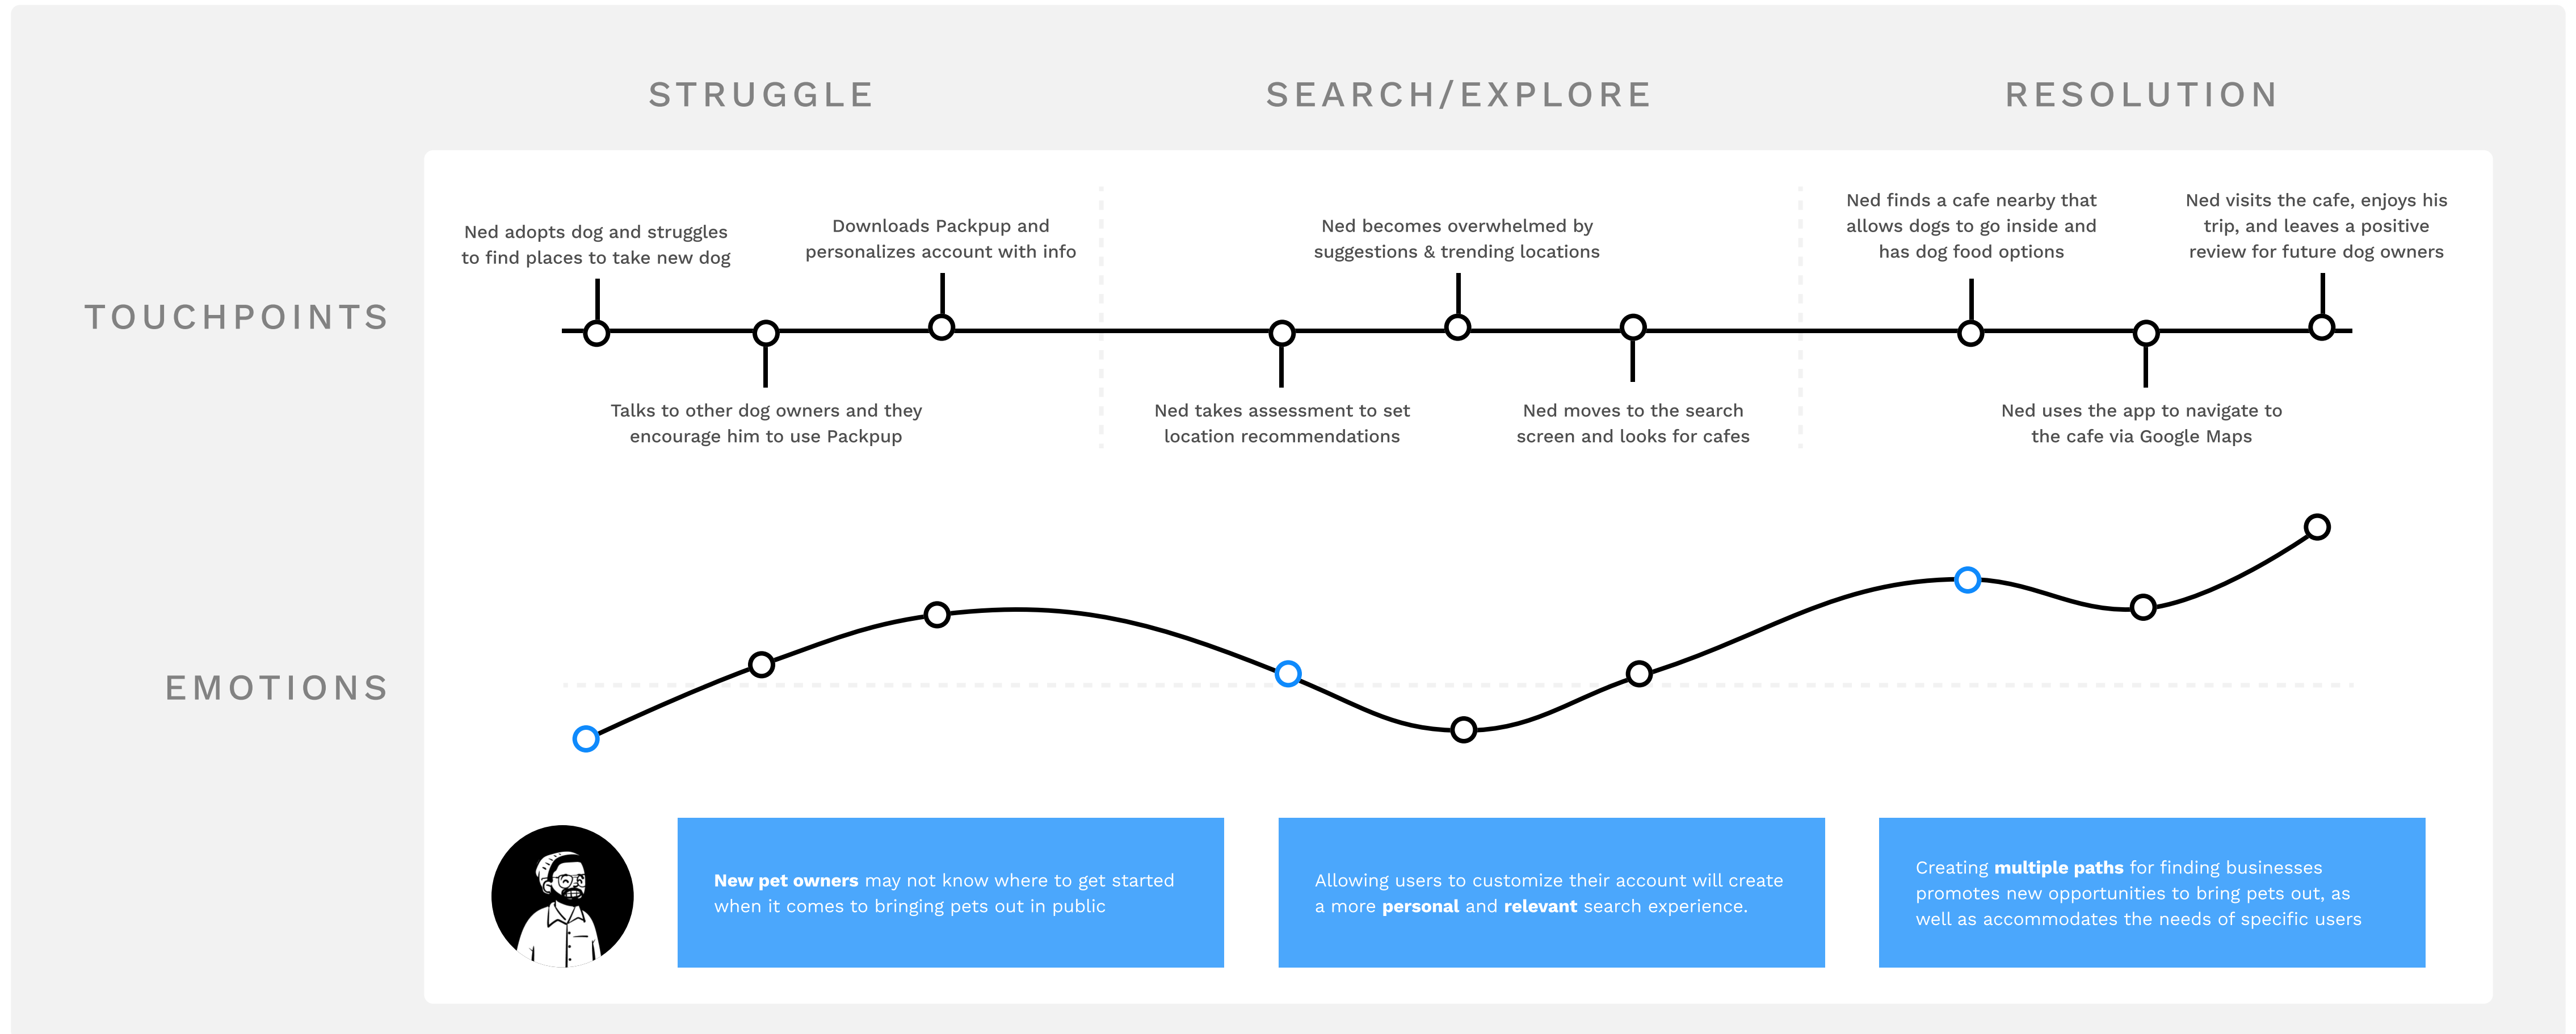 STRUGGLE
SEARCH/EXPLORE
RESOLUTION
TOUCHPOINTS
Ned adopts dog and struggles
to find places to take new dog
Talks to other dog owners and they
encourage him to use Packpup
Downloads Packpup and
personalizes account with info
Ned takes assessment to set
location recommendations
Ned becomes overwhelmed by
suggestions & trending locations
Ned moves to the search
screen and looks for cafes
Ned finds a cafe nearby that
allows dogs to go inside and
has dog food options
Ned uses the app to navigate to
the cafe via Google Maps
Ned visits the cafe, enjoys his
trip, and leaves a positive
review for future dog owners
EMOTIONS
New pet owners may not know where to get started
when it comes to bringing pets out in public
Allowing users to customize their account will create
a more personal and relevant search experience.
Creating multiple paths for finding businesses
promotes new opportunities to bring pets out, as
well as accommodates the needs of specific users